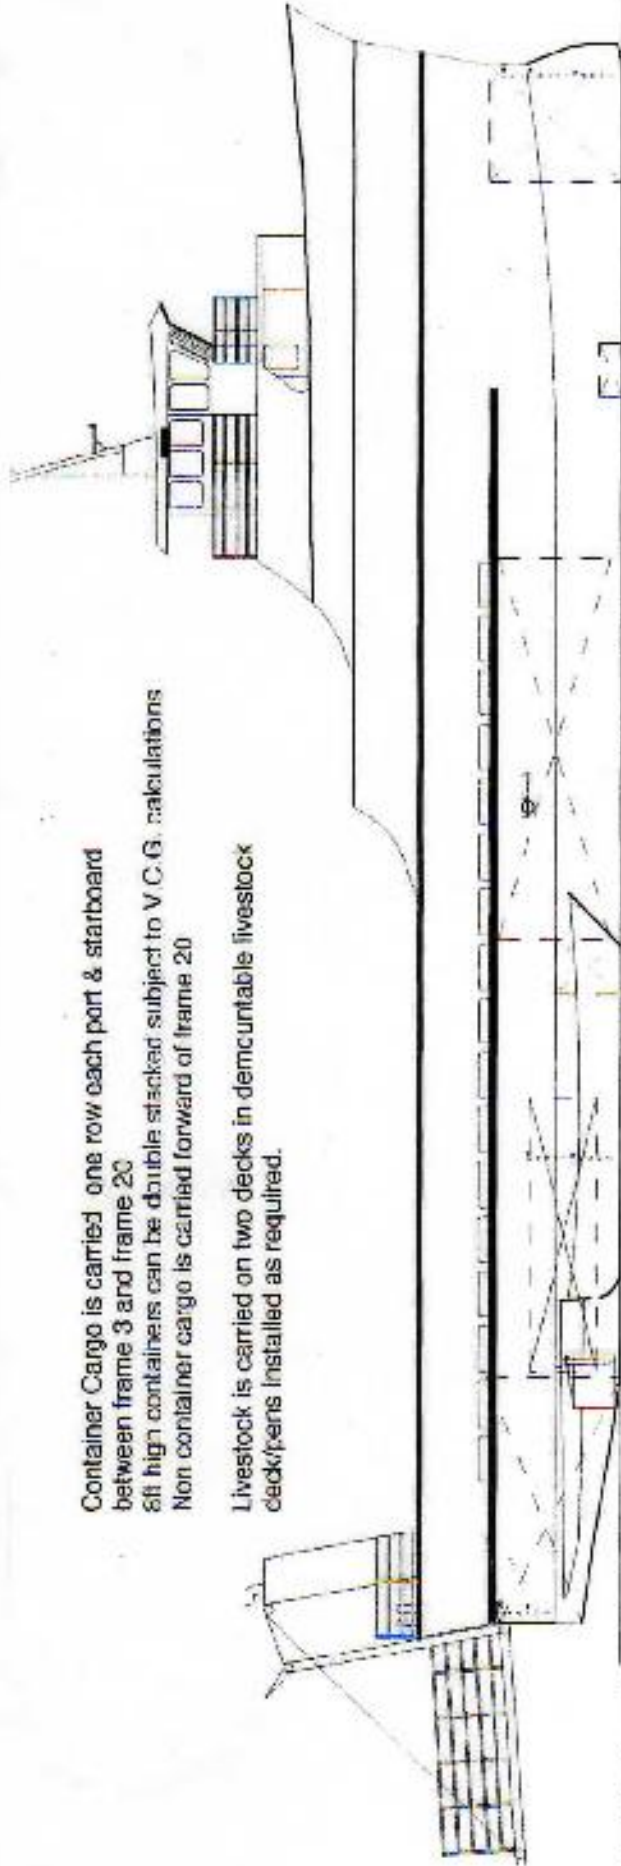 Container Cargo is carried one row each port & starboard
between frame 3 and frame 20
8ft high containers can be double stacked subject to V.C.G. calculations
Non container cargo is carried forward of frame 20
Livestock is carried on two decks in demountable livestock
deck/pens installed as required.